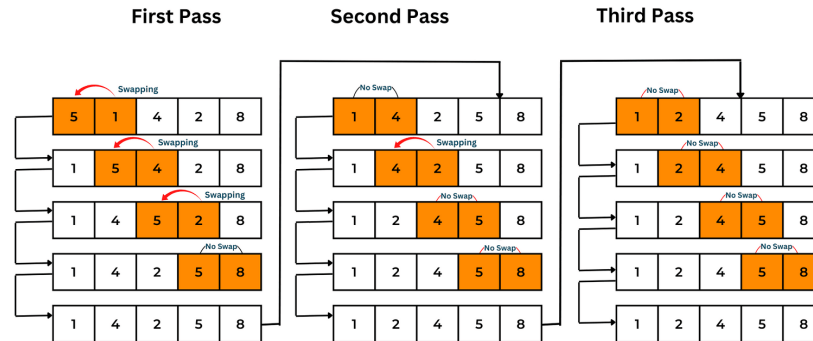 First Pass
Swapping
5 1 4 2 8
Swapping
1 5 4 2 8
Swapping
1 4 5 2 8
No Swap
1 4 2 5 8
1 4 2 5 8
Second Pass
No Swap
1 4 2 5 8
Swapping
1 4 2 5 8
No Swap
1 2 4 5 8
No Swap
1 2 4 5 8
1 2 4 5 8
Third Pass
No Swap
1 2 4 5 8
No Swap
1 2 4 5 8
No Swap
1 2 4 5 8
No Swap
1 2 4 5 8
1 2 4 5 8